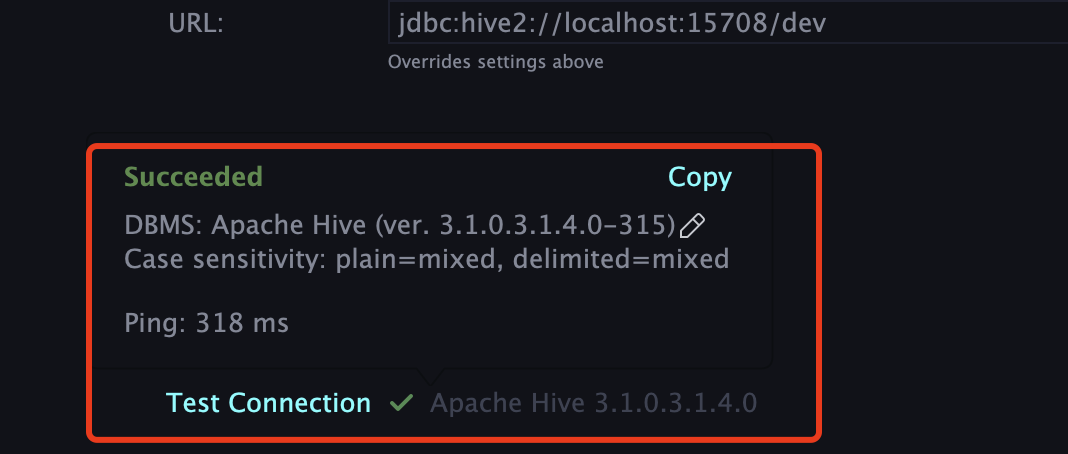 URL: jdbc:hive2://localhost:15708/dev
Overrides settings above
Succeeded Copy
DBMS: Apache Hive (ver. 3.1.0.3.1.4.0-315)
Case sensitivity: plain=mixed, delimited=mixed
Ping: 318 ms
Test Connection Apache Hive 3.1.0.3.1.4.0